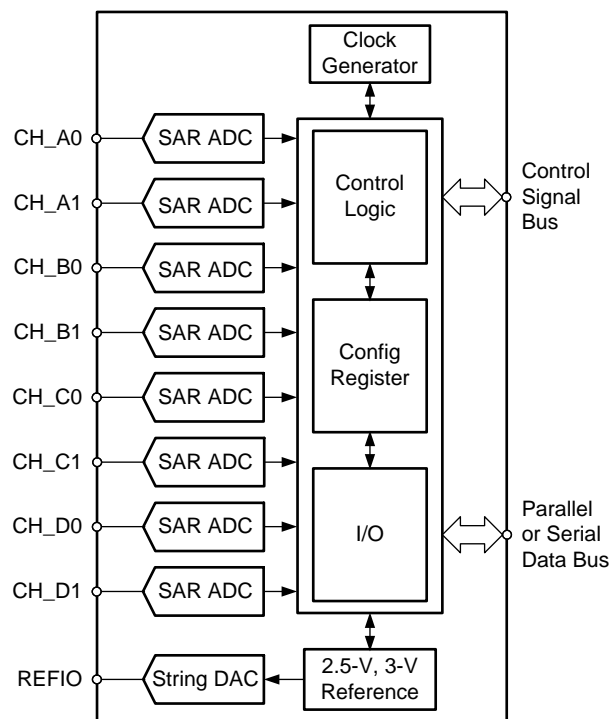 Clock
Generator
CH_A0
SAR ADC
CH_A1
SAR ADC
CH_B0
SAR ADC
CH_B1
SAR ADC
CH_C0
SAR ADC
CH_C1
SAR ADC
CH_D0
SAR ADC
CH_D1
SAR ADC
REFIO
String DAC
Control
Logic
Config
Register
I/O
2.5-V, 3-V
Reference
Control
Signal
Bus
Parallel
or Serial
Data Bus